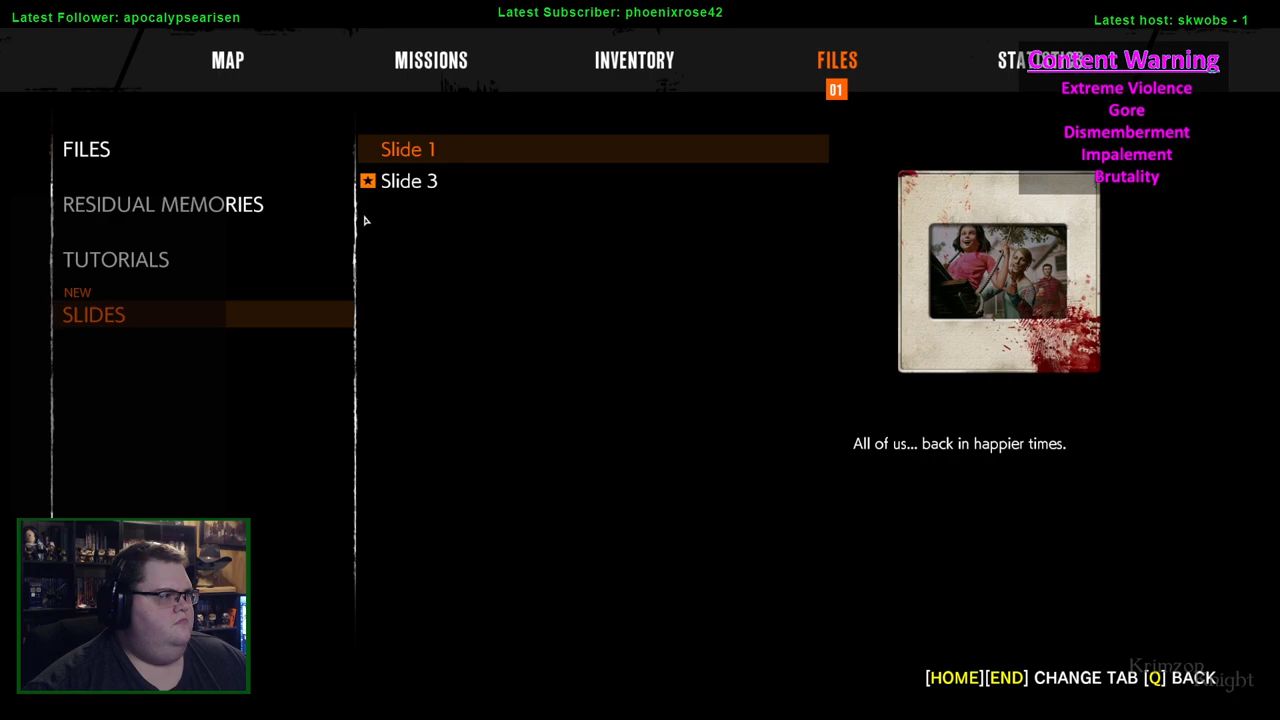 Latest Follower: apocalypsearisen
Latest Subscriber: phoenixrose42
Latest host: skwobs - 1
MAP
MISSIONS
INVENTORY
FILES
01
Content Warning
Extreme Violence
Gore
Dismemberment
Impalement
Brutality
FILES
RESIDUAL MEMORIES
TUTORIALS
NEW
SLIDES
Slide 1
Slide 3
All of us... back in happier times.
[HOME][END] CHANGE TAB [Q] BACK
Krimzon
Knight